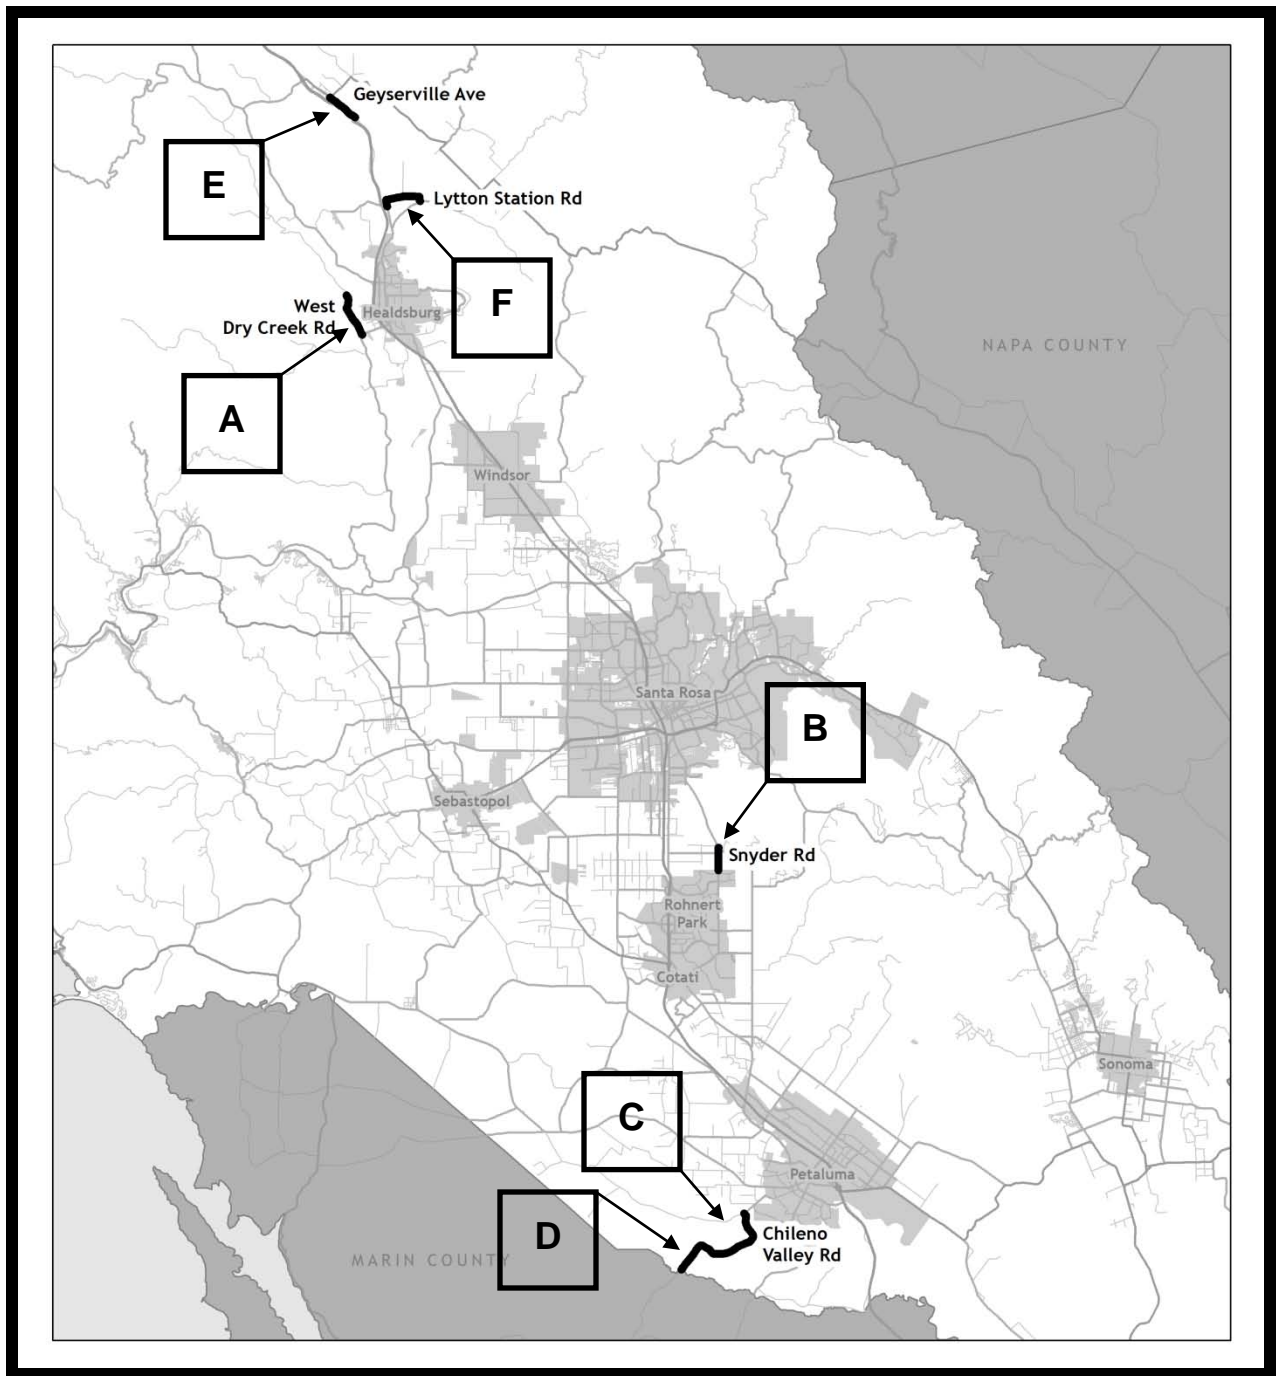 Geyserville Ave
E
Lytton Station Rd
F
West
Dry Creek Rd
Healdsburg
NAPA COUNTY
A
Windsor
Santa Rosa
B
Sebastopol
Snyder Rd
Rohnert
Park
Cotati
Sonoma
C
Petaluma
D
Chileno
Valley Rd
MARIN COUNTY